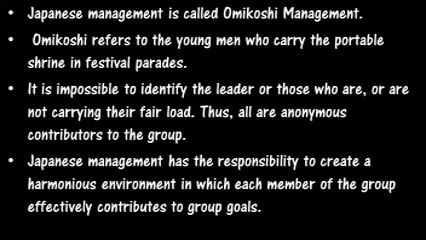 • Japanese management is called Omikoshi Management.
• Omikoshi refers to the young men who carry the portable
shrine in festival parades.
• It is impossible to identify the leader or those who are, or are
not carrying their fair load. Thus, all are anonymous
contributors to the group.
• Japanese management has the responsibility to create a
harmonious environment in which each member of the group
effectively contributes to group goals.